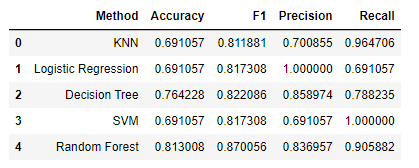 Method Accuracy F1 Precision Recall
0 KNN 0.691057 0.811881 0.700855 0.964706
1 Logistic Regression 0.691057 0.817308 1.000000 0.691057
2 Decision Tree 0.764228 0.822086 0.858974 0.788235
3 SVM 0.691057 0.817308 0.691057 1.000000
4 Random Forest 0.813008 0.870056 0.836957 0.905882